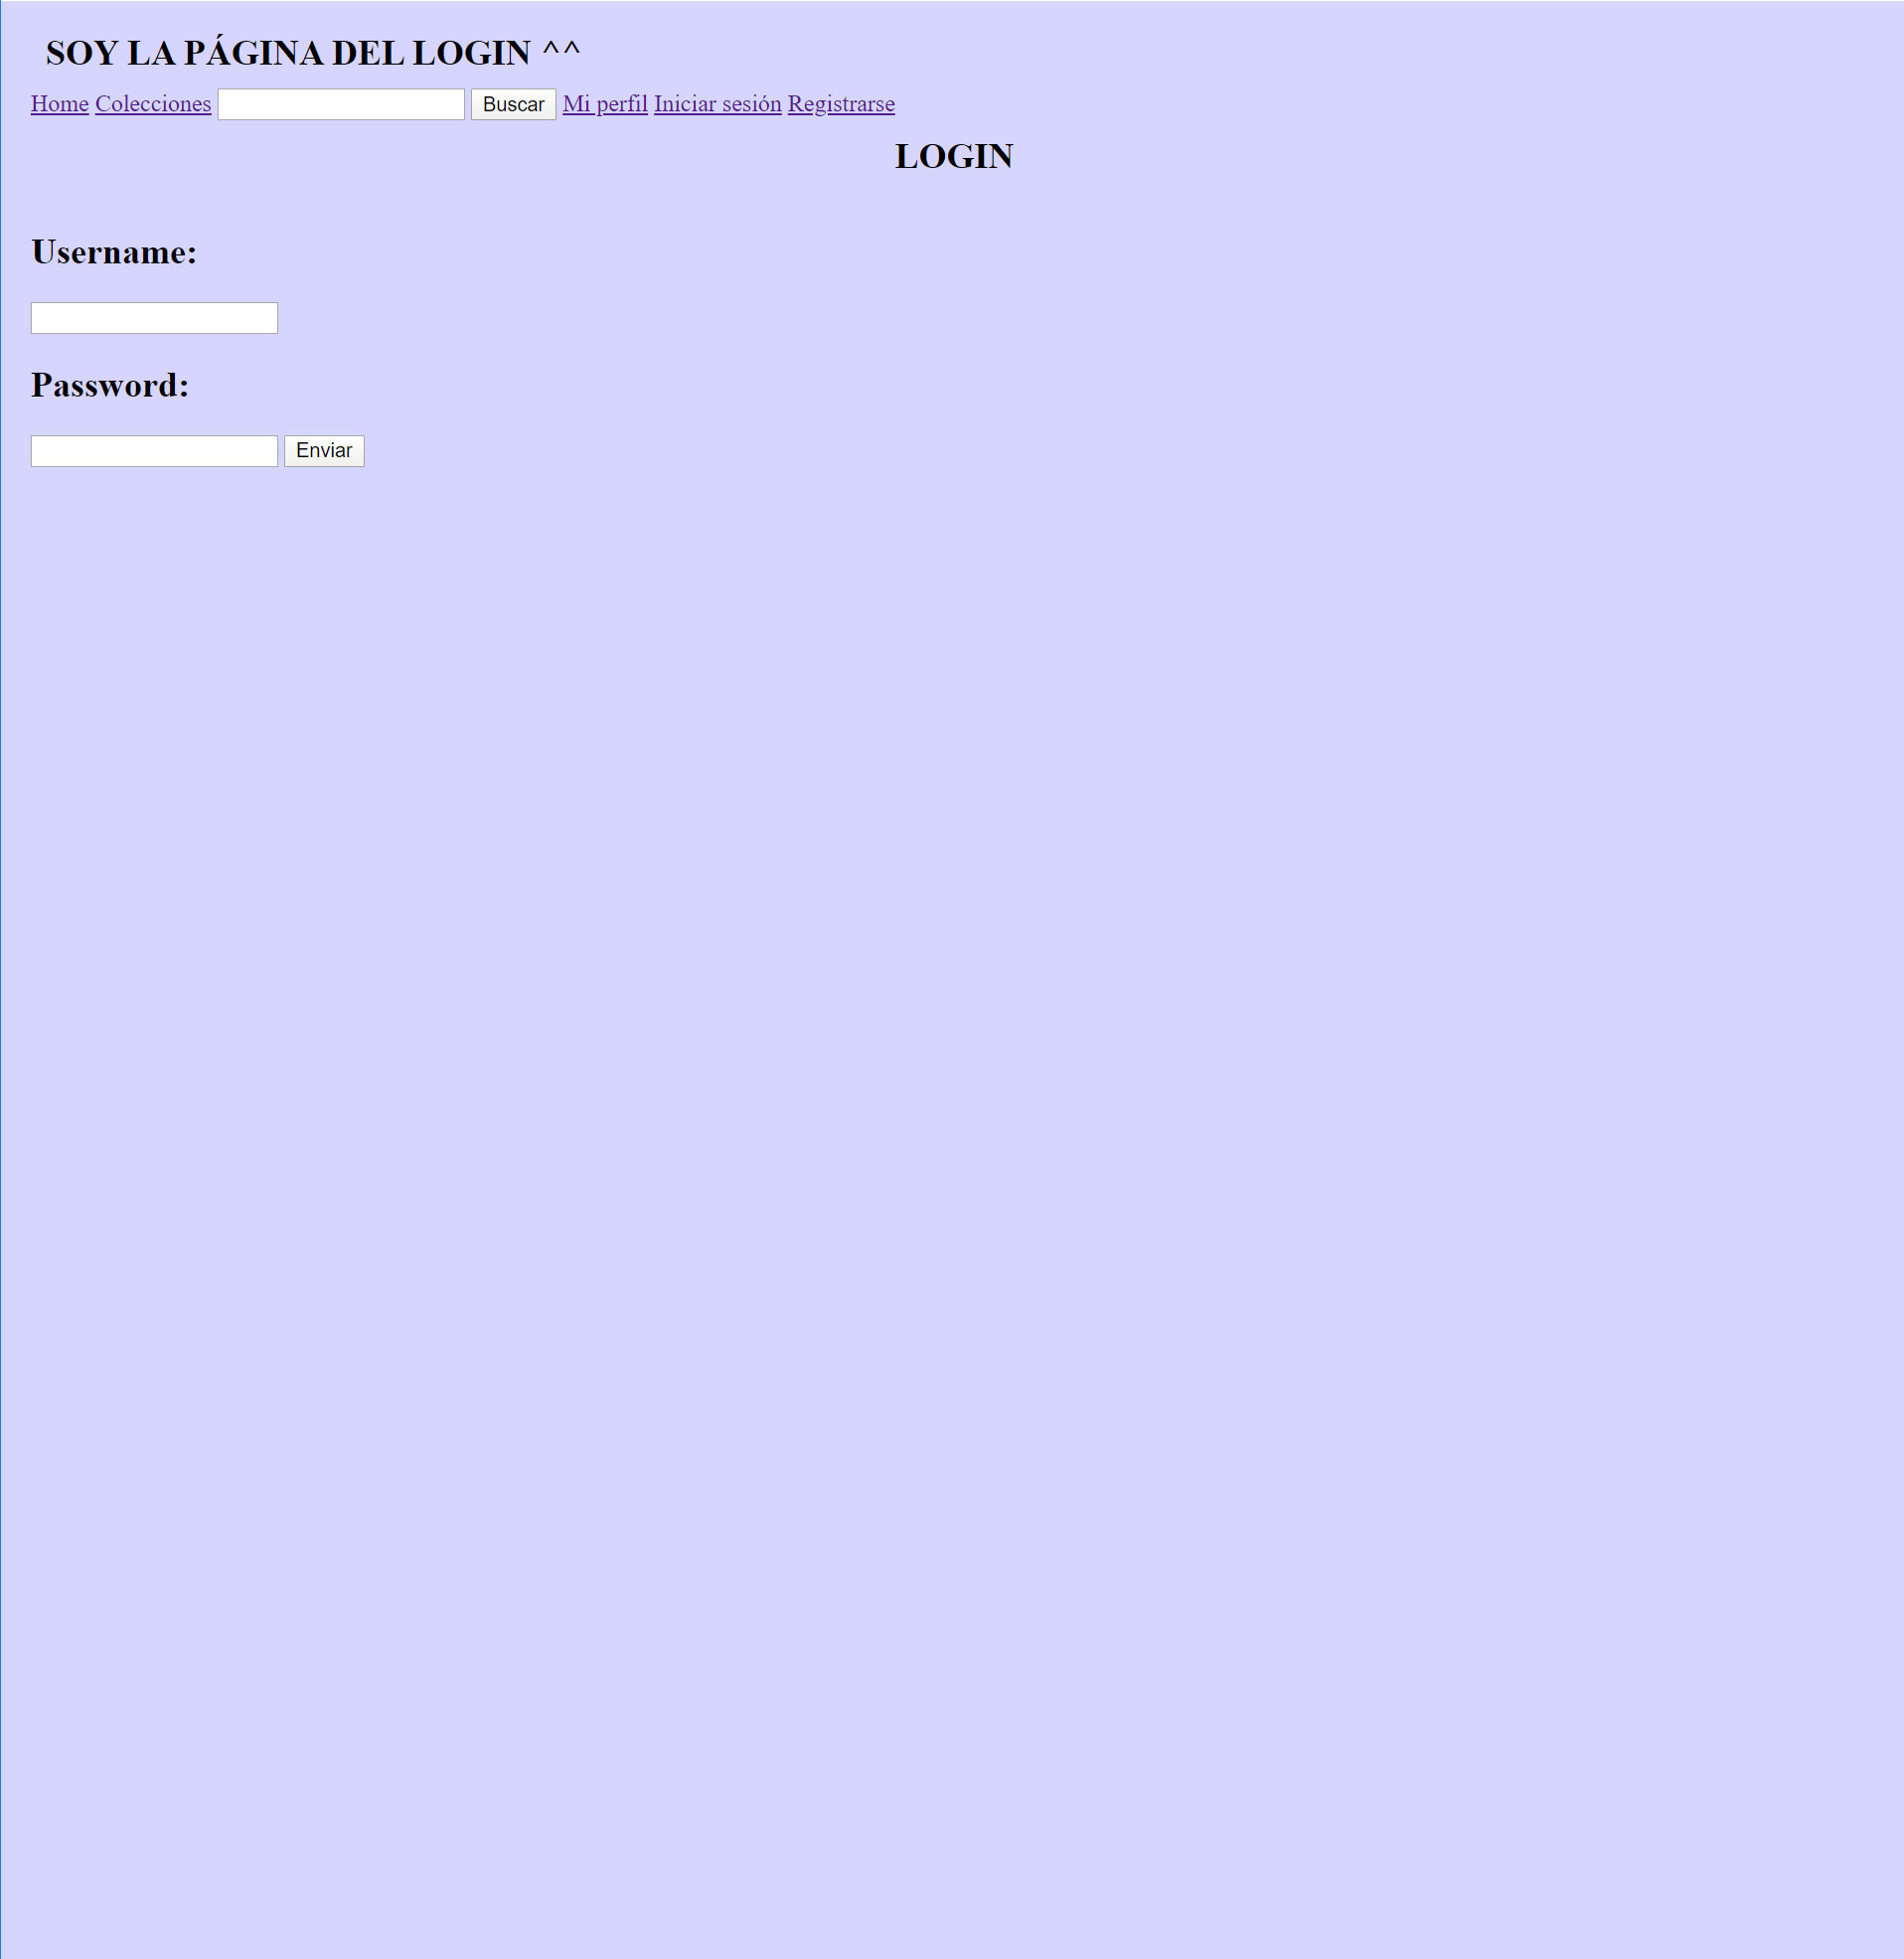 SOY LA PÁGINA DEL LOGIN ^^
Home Colecciones Buscar Mi perfil Iniciar sesión Registrarse
LOGIN
Username:
Password:
Enviar